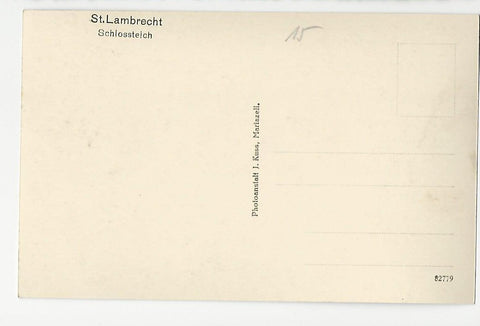 St.Lambrecht
Schlossteich
15
Photoanstalt J. Kuss, Mariazell.
82779